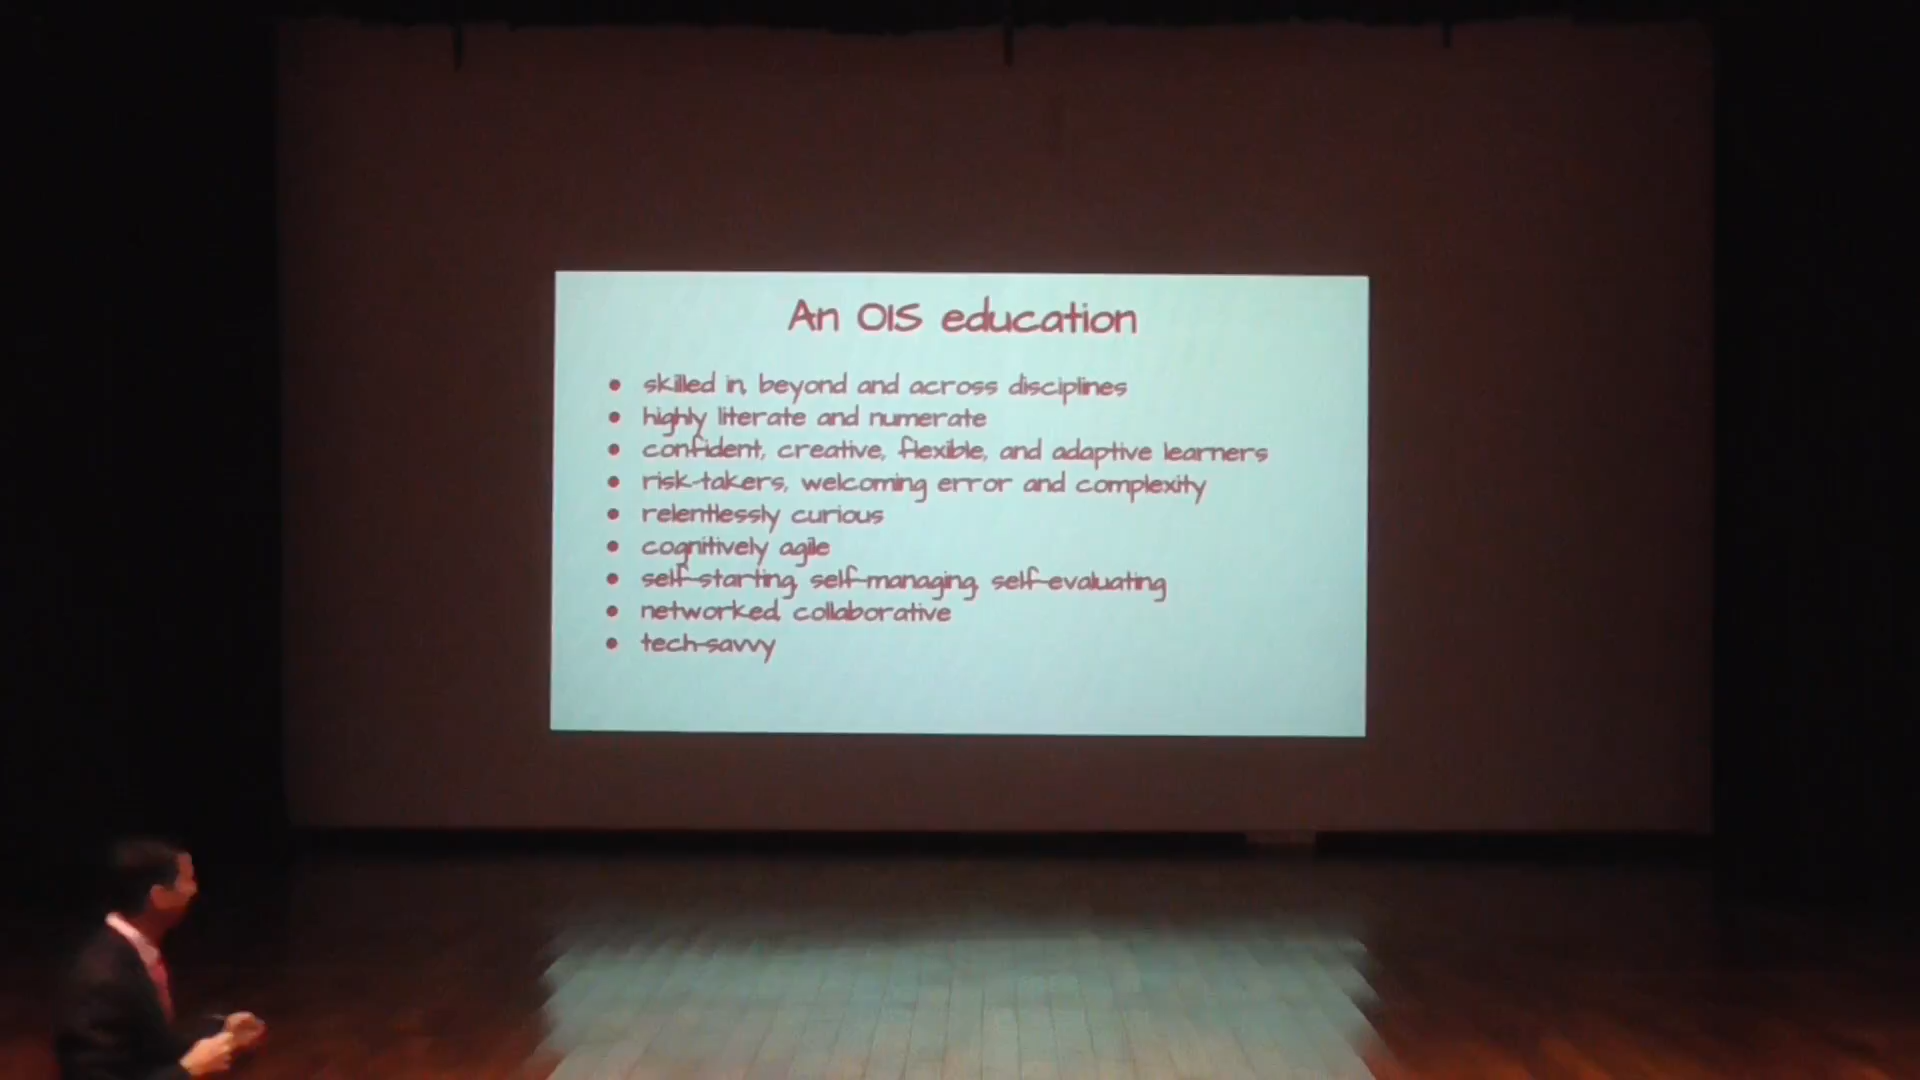 An OIS education
• skilled in, beyond and across disciplines
• highly literate and numerate
• confident, creative, flexible, and adaptive learners
• risk-takers, welcoming error and complexity
• relentlessly curious
• cognitively agile
• self-starting, self-managing, self-evaluating
• networked, collaborative
• tech-savvy